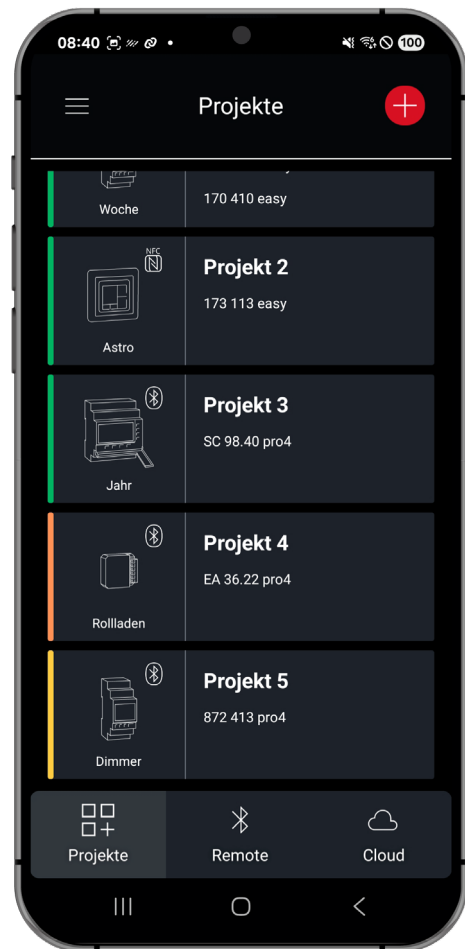 08:40
100
Projekte
Woche
170 410 easy
NFC
Astro
Projekt 2
173 113 easy
Jahr
Projekt 3
SC 98.40 pro4
Rollladen
Projekt 4
EA 36.22 pro4
Dimmer
Projekt 5
872 413 pro4
Projekte
Remote
Cloud